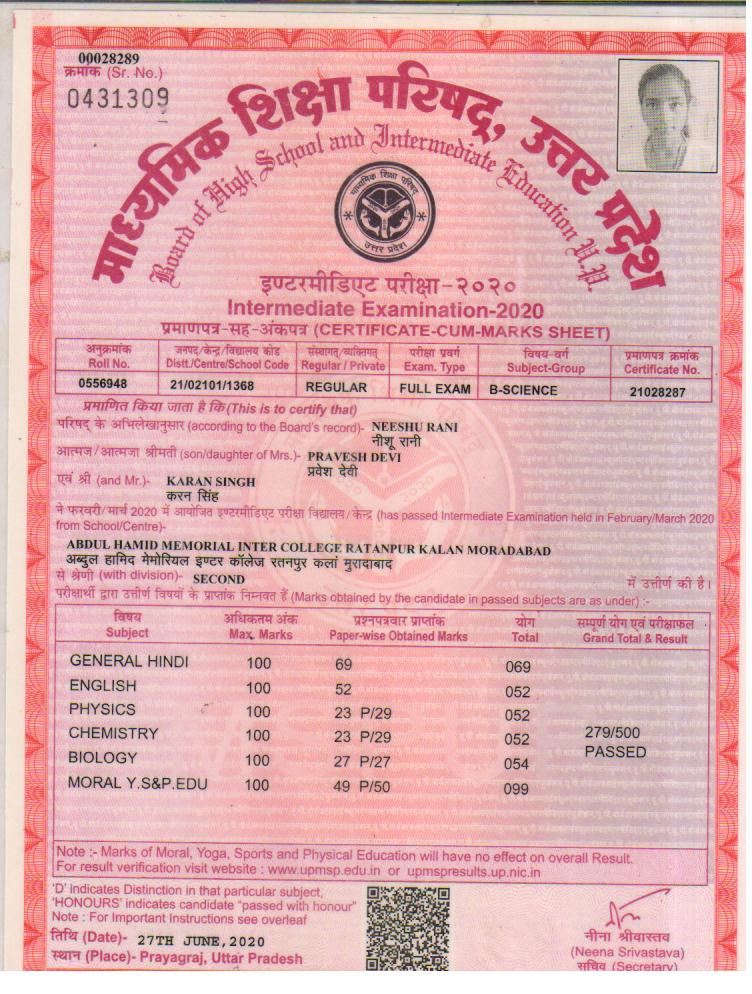 00028289
क्रमांक (Sr. No.)
0431309
माध्यमिक शिक्षा परिषद्, उत्तर प्रदेश
Board of High School and Intermediate Education U.P.
माध्यमिक शिक्षा परिषद्
उत्तर प्रदेश
इण्टरमीडिएट परीक्षा-२०२०
Intermediate Examination-2020
प्रमाणपत्र-सह-अंकपत्र (CERTIFICATE-CUM-MARKS SHEET)
अनुक्रमांक जनपद/केन्द्र/विद्यालय कोड संस्थागत/व्यक्तिगत परीक्षा प्रवर्ग विषय-वर्ग प्रमाणपत्र क्रमांक
Roll No. Distt./Centre/School Code Regular / Private Exam. Type Subject-Group Certificate No.
0556948 21/02101/1368 REGULAR FULL EXAM B-SCIENCE 21028287
प्रमाणित किया जाता है कि (This is to certify that)
परिषद् के अभिलेखानुसार (according to the Board's record)- NEESHU RANI
नीशू रानी
आत्मज/आत्मजा श्रीमती (son/daughter of Mrs.)- PRAVESH DEVI
प्रवेश देवी
एवं श्री (and Mr.)- KARAN SINGH
करन सिंह
ने फरवरी/मार्च 2020 में आयोजित इण्टरमीडिएट परीक्षा विद्यालय/केन्द्र (has passed Intermediate Examination held in February/March 2020
from School/Centre)-
ABDUL HAMID MEMORIAL INTER COLLEGE RATANPUR KALAN MORADABAD
अब्दुल हामिद मेमोरियल इण्टर कॉलेज रतनपुर कलां मुरादाबाद
से श्रेणी (with division)- SECOND में उत्तीर्ण की है।
परीक्षार्थी द्वारा उत्तीर्ण विषयों के प्राप्तांक निम्नवत हैं (Marks obtained by the candidate in passed subjects are as under) :-
विषय अधिकतम अंक प्रश्नपत्रवार प्राप्तांक योग सम्पूर्ण योग एवं परीक्षाफल
Subject Max. Marks Paper-wise Obtained Marks Total Grand Total & Result
GENERAL HINDI 100 69 069
ENGLISH 100 52 052
PHYSICS 100 23 P/29 052
CHEMISTRY 100 23 P/29 052 279/500
BIOLOGY 100 27 P/27 054 PASSED
MORAL Y.S&P.EDU 100 49 P/50 099
Note :- Marks of Moral, Yoga, Sports and Physical Education will have no effect on overall Result.
For result verification visit website : www.upmsp.edu.in or upmspresults.up.nic.in
'D' indicates Distinction in that particular subject,
'HONOURS' indicates candidate "passed with honour"
Note : For Important Instructions see overleaf
तिथि (Date)- 27TH JUNE,2020
स्थान (Place)- Prayagraj, Uttar Pradesh
नीना श्रीवास्तव
(Neena Srivastava)
सचिव (Secretary)